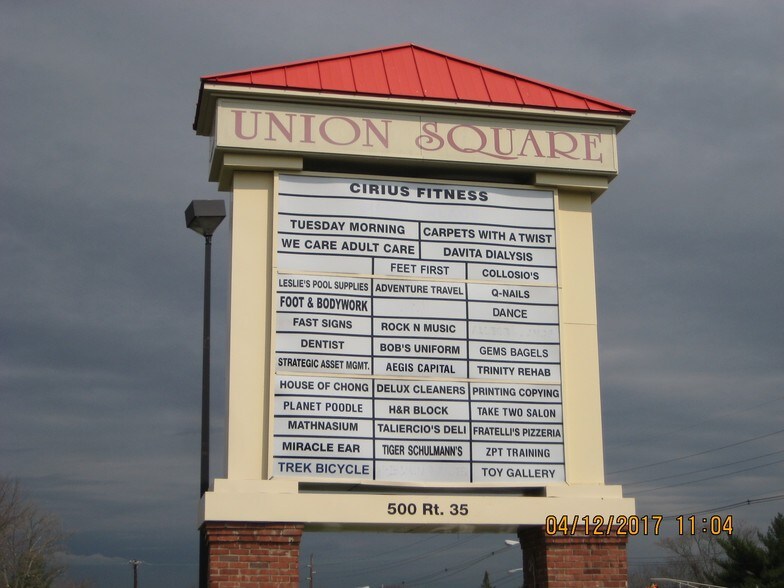 UNION SQUARE
CIRIUS FITNESS
TUESDAY MORNING CARPETS WITH A TWIST
WE CARE ADULT CARE DAVITA DIALYSIS
FEET FIRST COLLOSIO'S
LESLIE'S POOL SUPPLIES ADVENTURE TRAVEL Q-NAILS
FOOT & BODYWORK DANCE
FAST SIGNS ROCK N MUSIC
DENTIST BOB'S UNIFORM GEMS BAGELS
STRATEGIC ASSET MGMT. AEGIS CAPITAL TRINITY REHAB
HOUSE OF CHONG DELUX CLEANERS PRINTING COPYING
PLANET POODLE H&R BLOCK TAKE TWO SALON
MATHNASIUM TALIERCIO'S DELI FRATELLI'S PIZZERIA
MIRACLE EAR TIGER SCHULMANN'S ZPT TRAINING
TREK BICYCLE TOY GALLERY
500 Rt. 35
04/12/2017 11:04